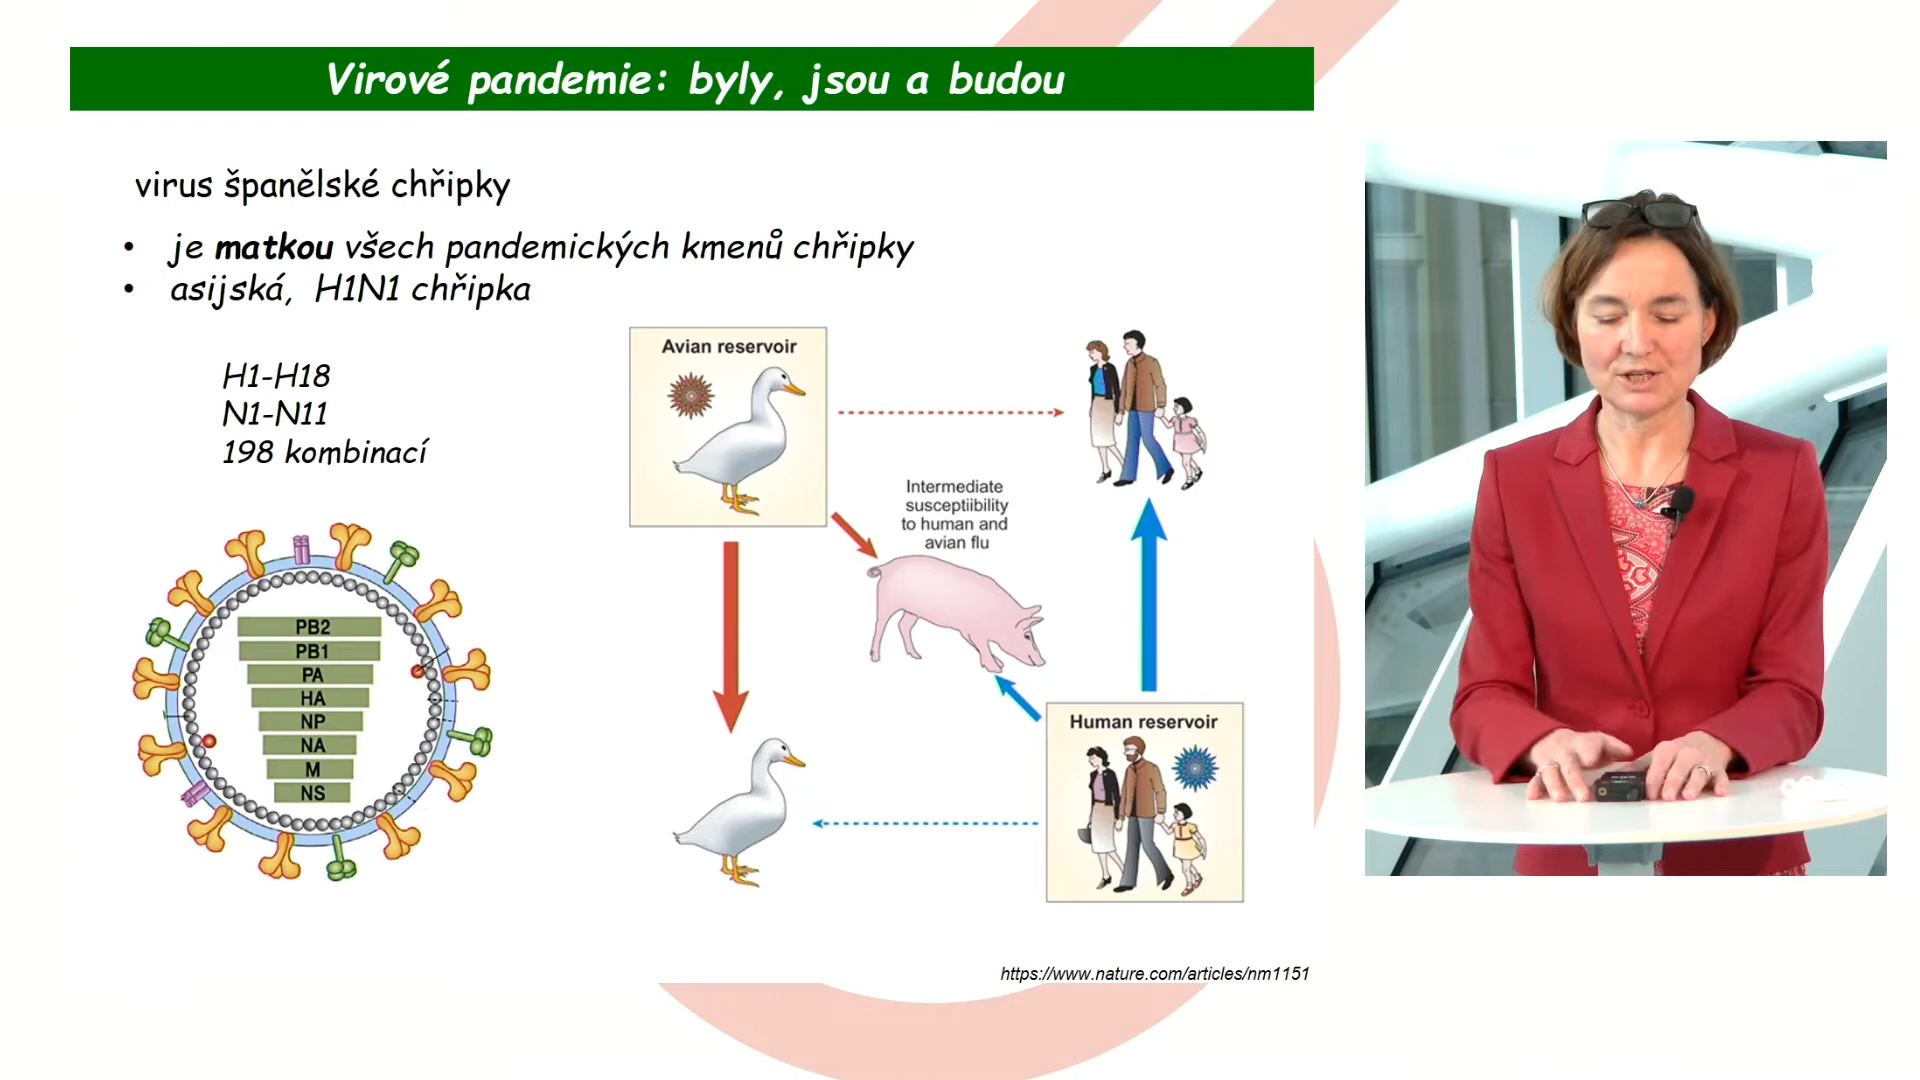 Virové pandemie: byly, jsou a budou
virus španělské chřipky
• je matkou všech pandemických kmenů chřipky
• asijská, H1N1 chřipka
H1-H18
N1-N11
198 kombinací
PB2
PB1
PA
HA
NP
NA
M
NS
Avian reservoir
Intermediate
susceptiibility
to human and
avian flu
Human reservoir
https://www.nature.com/articles/nm1151